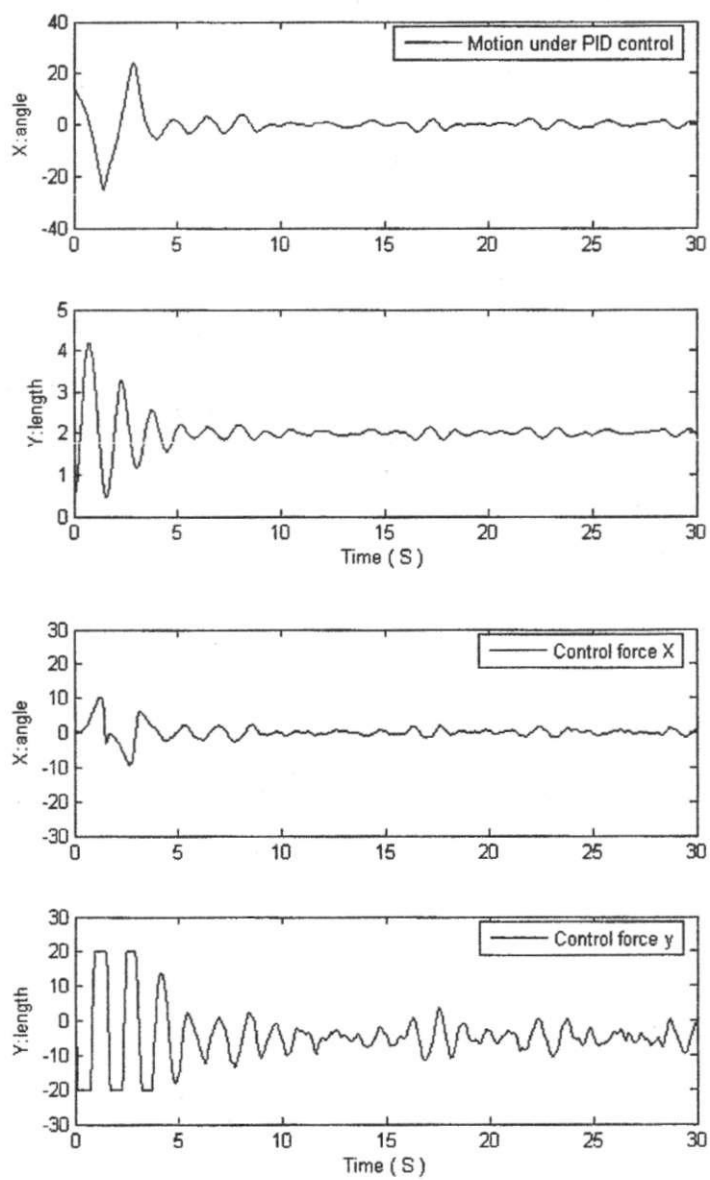 40
20
0
-20
-40
X:angle
Motion under PID control
0 5 10 15 20 25 30
5
4
3
2
1
0
Y:length
0 5 10 15 20 25 30
Time ( S )
30
20
10
0
-10
-20
-30
X:angle
Control force X
0 5 10 15 20 25 30
30
20
10
0
-10
-20
-30
Y:length
Control force y
0 5 10 15 20 25 30
Time ( S )